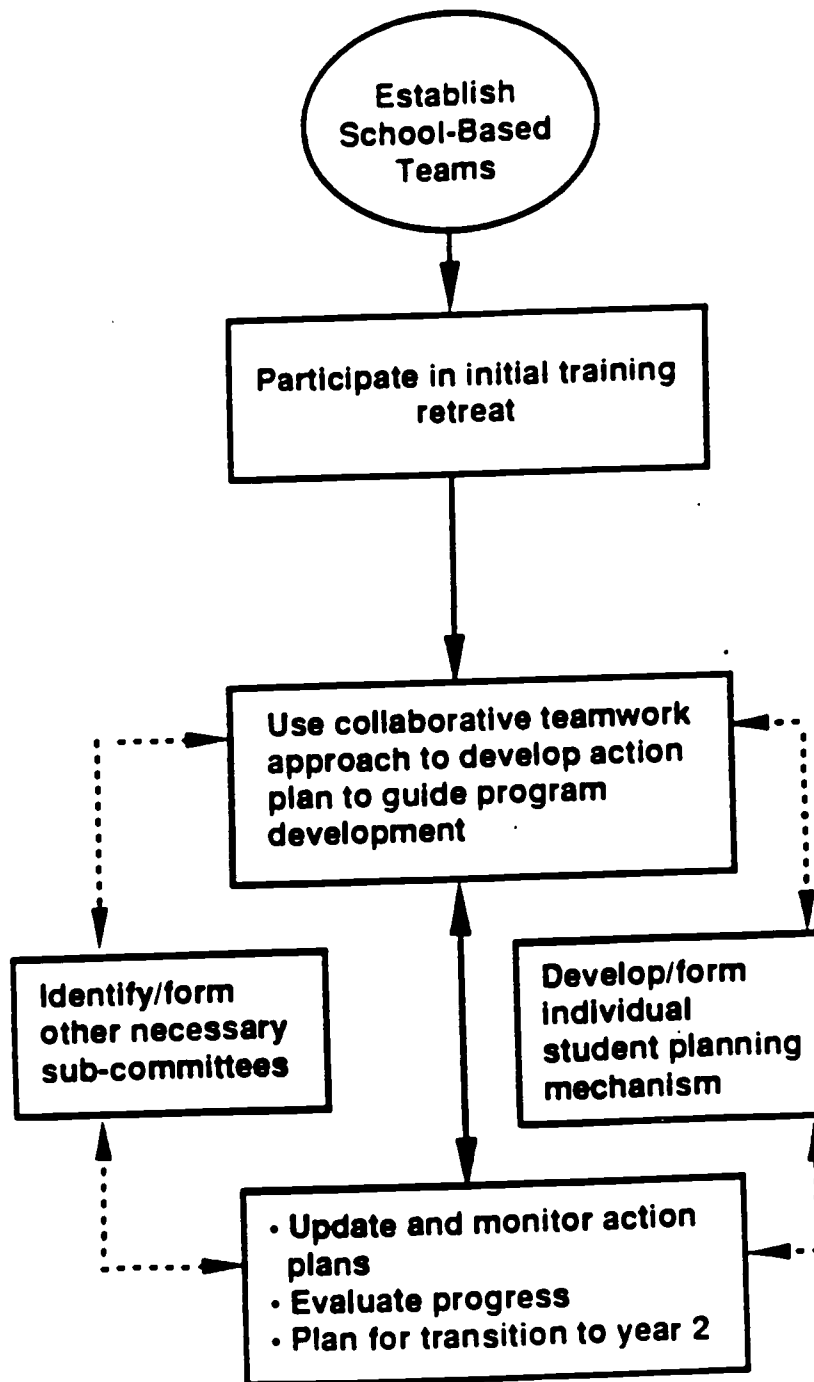 Establish
School-Based
Teams
Participate in initial training
retreat
Use collaborative teamwork
approach to develop action
plan to guide program
development
Identify/form
other necessary
sub-committees
Develop/form
individual
student planning
mechanism
• Update and monitor action
plans
• Evaluate progress
• Plan for transition to year 2